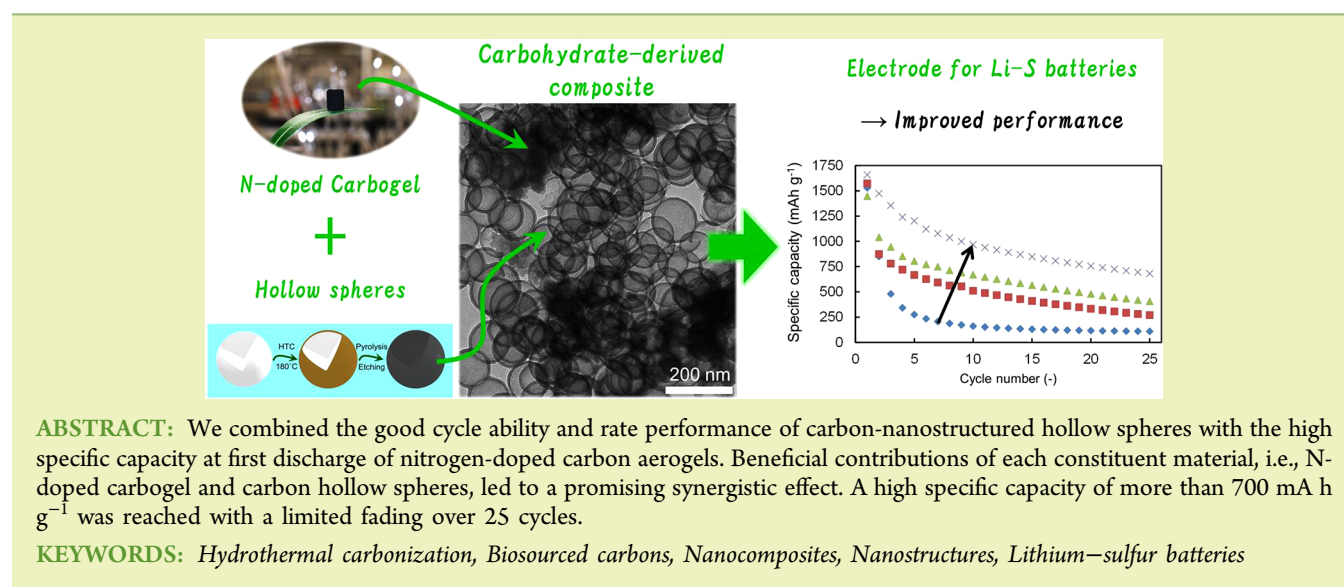 Carbohydrate-derived
composite
Electrode for Li-S batteries
→ Improved performance
N-doped Carbogel
+
Hollow spheres
HTC
180°C
Pyrolysis
Etching
200 nm
Specific capacity (mAh g⁻¹)
1750
1500
1250
1000
750
500
250
0
0 5 10 15 20 25
Cycle number (-)
ABSTRACT: We combined the good cycle ability and rate performance of carbon-nanostructured hollow spheres with the high
specific capacity at first discharge of nitrogen-doped carbon aerogels. Beneficial contributions of each constituent material, i.e., N-
doped carbogel and carbon hollow spheres, led to a promising synergistic effect. A high specific capacity of more than 700 mA h
g⁻¹ was reached with a limited fading over 25 cycles.
KEYWORDS: Hydrothermal carbonization, Biosourced carbons, Nanocomposites, Nanostructures, Lithium−sulfur batteries